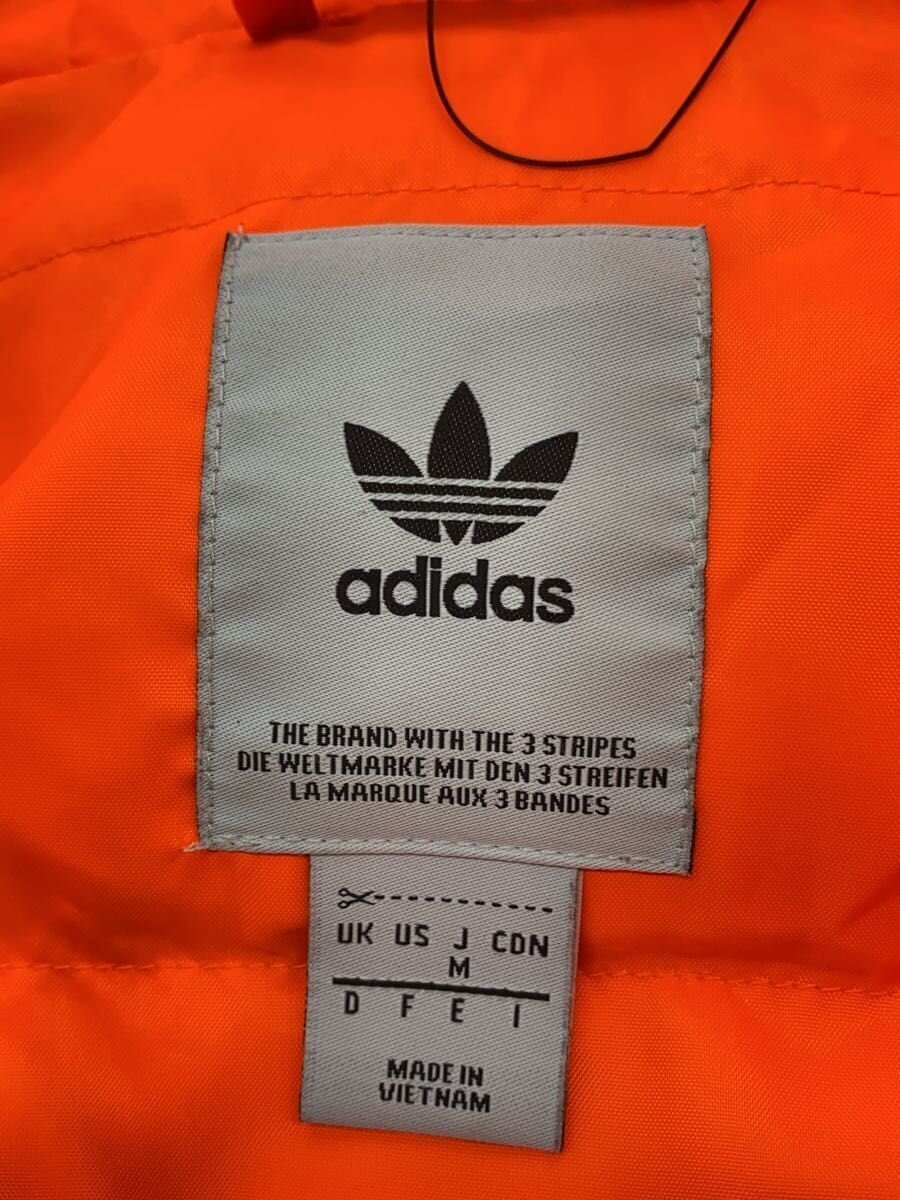 adidas
THE BRAND WITH THE 3 STRIPES
DIE WELTMARKE MIT DEN 3 STREIFEN
LA MARQUE AUX 3 BANDES
UK US J CDN
M
D F E I
MADE IN
VIETNAM